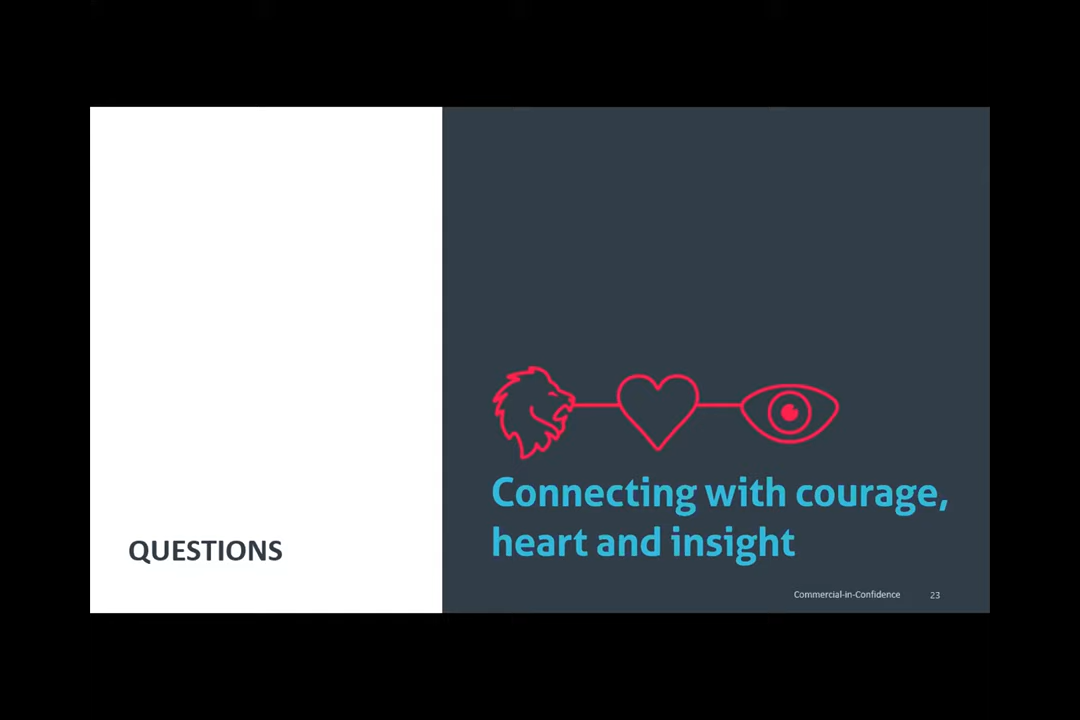 QUESTIONS
Connecting with courage,
heart and insight
Commercial-in-Confidence 23